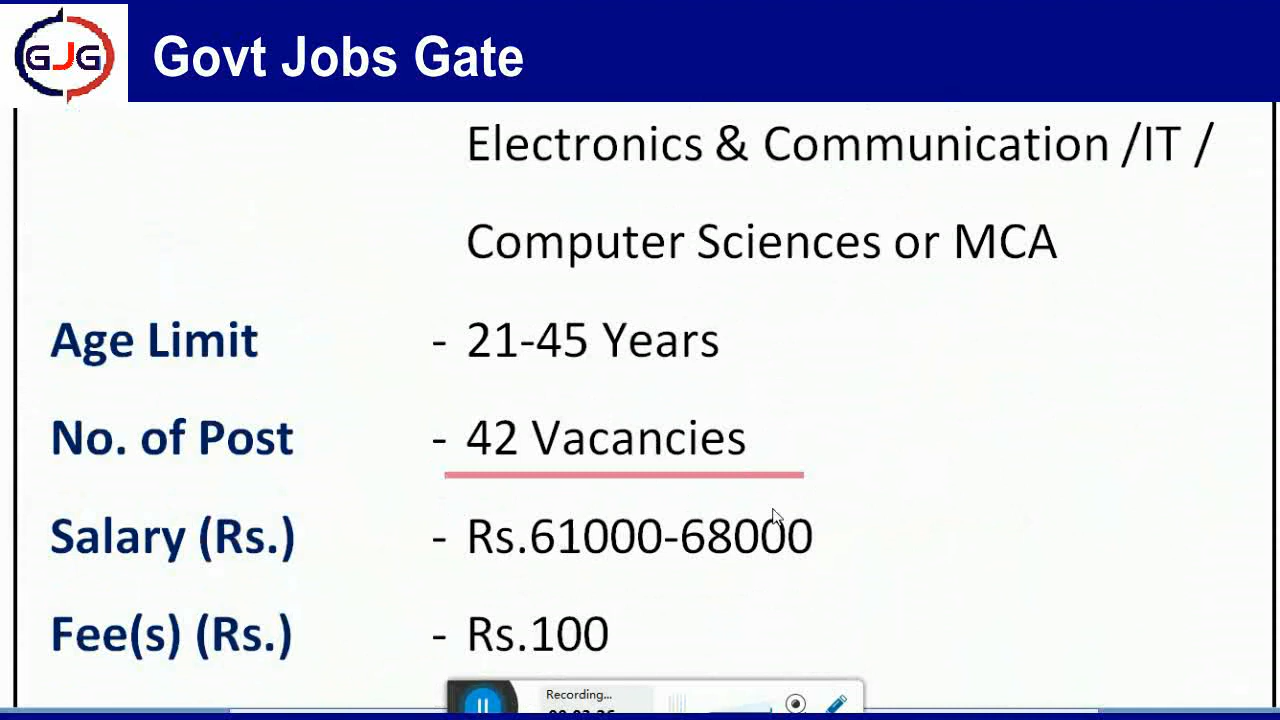 GJG Govt Jobs Gate
Electronics & Communication /IT /
Computer Sciences or MCA
Age Limit - 21-45 Years
No. of Post - 42 Vacancies
Salary (Rs.) - Rs.61000-68000
Fee(s) (Rs.) - Rs.100
Recording...